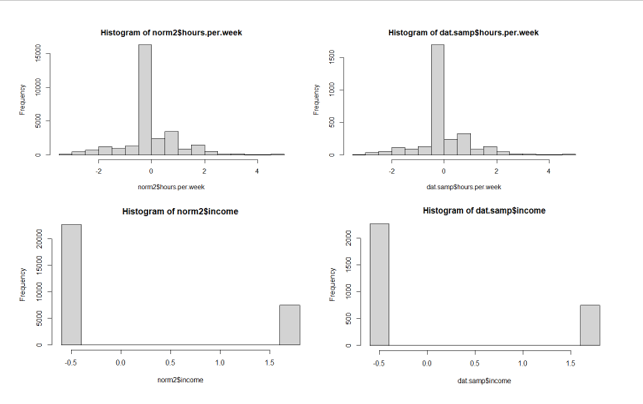 Histogram of norm2$hours.per.week
Frequency
15000
10000
5000
0
-2 0 2 4
norm2$hours.per.week
Histogram of dat.samp$hours.per.week
Frequency
1500
1000
500
0
-2 0 2 4
dat.samp$hours.per.week
Histogram of norm2$income
Frequency
20000
15000
10000
5000
0
-0.5 0.0 0.5 1.0 1.5
norm2$income
Histogram of dat.samp$income
Frequency
2000
1500
1000
500
0
-0.5 0.0 0.5 1.0 1.5
dat.samp$income